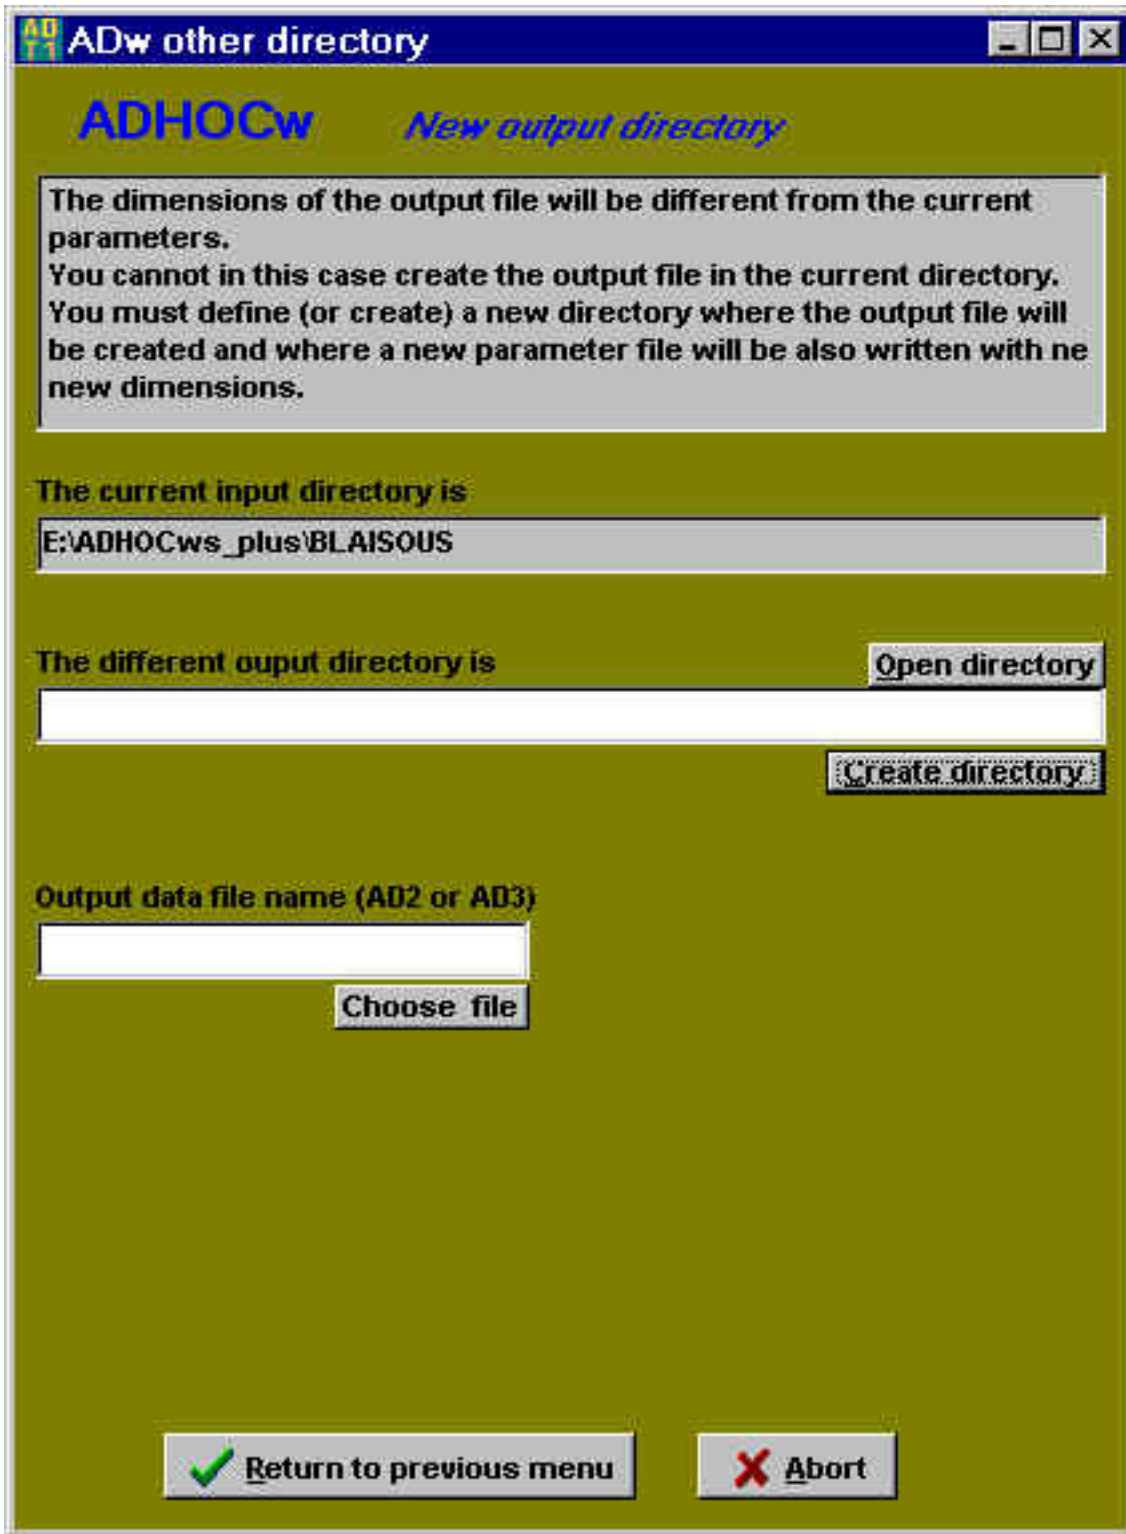 AD
T1
ADw other directory
ADHOCw
New output directory
The dimensions of the output file will be different from the current
parameters.
You cannot in this case create the output file in the current directory.
You must define (or create) a new directory where the output file will
be created and where a new parameter file will be also written with ne
new dimensions.
The current input directory is
E:\ADHOCws_plus\BLAISOUS
The different ouput directory is
Open directory
Create directory
Output data file name (AD2 or AD3)
Choose file
Return to previous menu
Abort